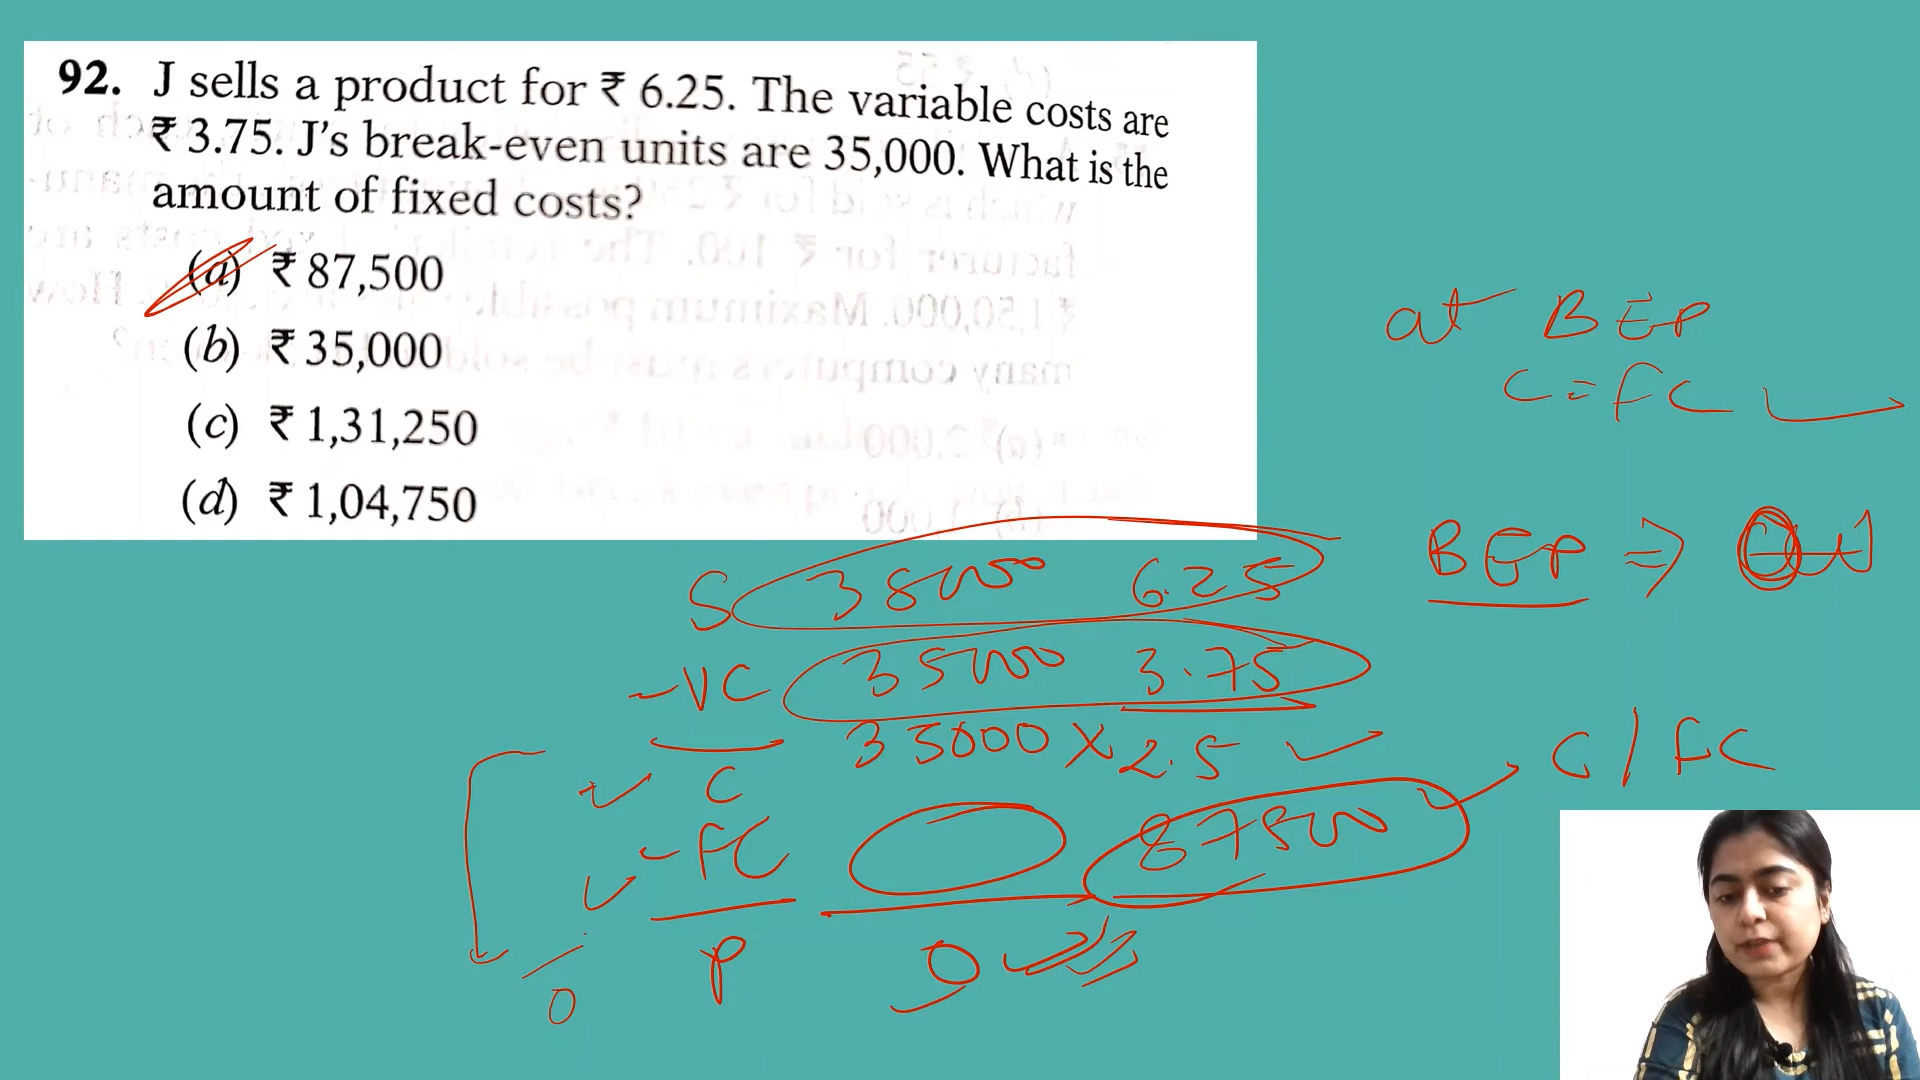 92. J sells a product for ₹ 6.25. The variable costs are
₹ 3.75. J's break-even units are 35,000. What is the
amount of fixed costs?
(a) ₹ 87,500
(b) ₹ 35,000
(c) ₹ 1,31,250
(d) ₹ 1,04,750
at BEP
C = FC
BEP ⇒
S 35000 6.25
- VC 35000 3.75
35000 × 2.5
C
C / FC
- FC 87500
P 0
0